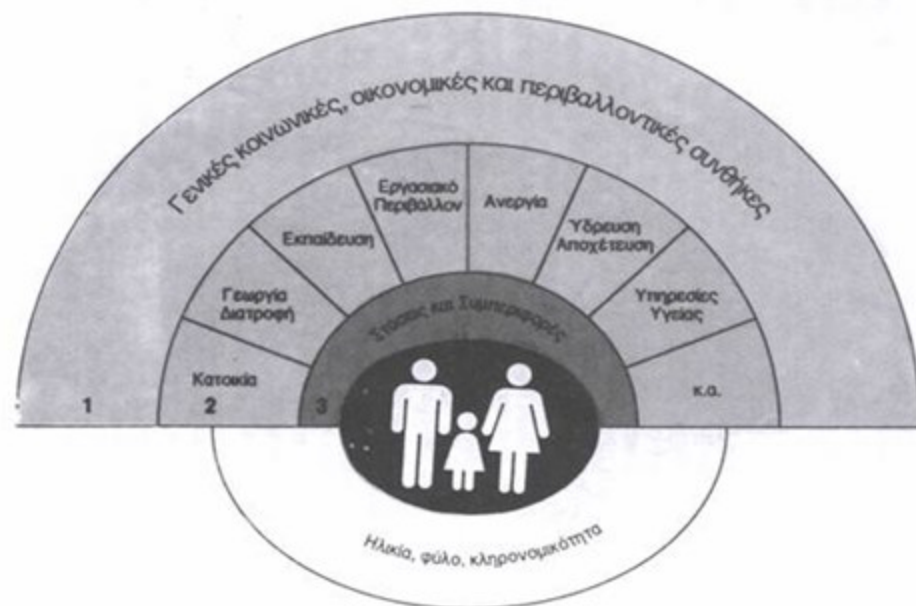 Γενικές κοινωνικές, οικονομικές και περιβαλλοντικές συνθήκες
Κατοικία
Γεωργία
Διατροφή
Εκπαίδευση
Εργασιακό
Περιβάλλον
Ανεργία
Ύδρευση
Αποχέτευση
Υπηρεσίες
Υγείας
κ.α.
Στάσεις και Συμπεριφορές
1
2
3
Ηλικία, φύλο, κληρονομικότητα